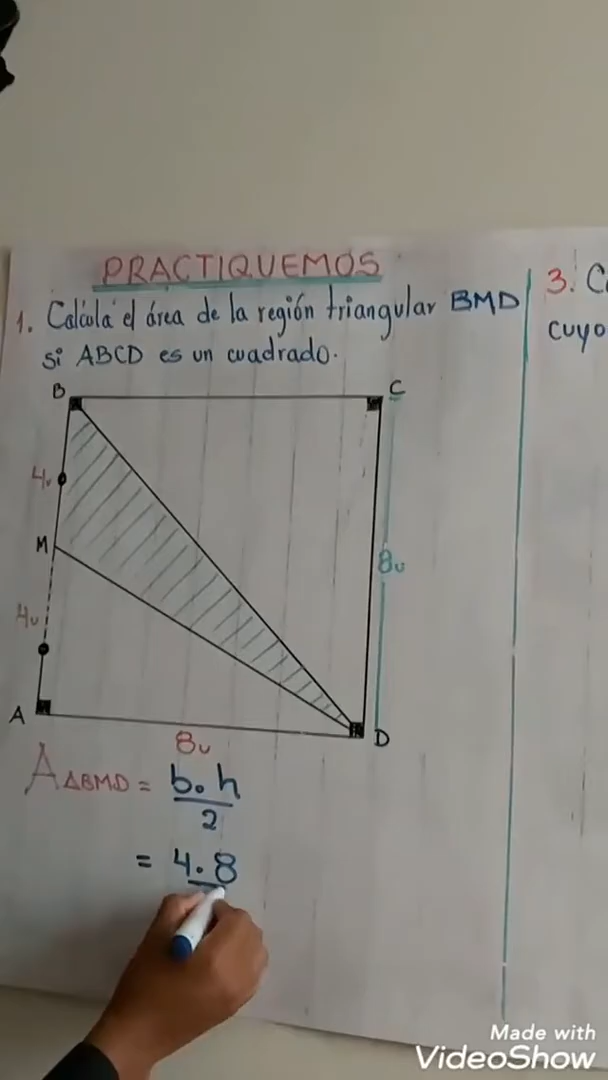 PRACTIQUEMOS
1. Calcula el área de la región triangular BMD
si ABCD es un cuadrado.
B
C
4u
M
8u
4u
A
D
8u
A△BMD = b.h
2
= 4.8
3. C
cuyo
Made with
VideoShow